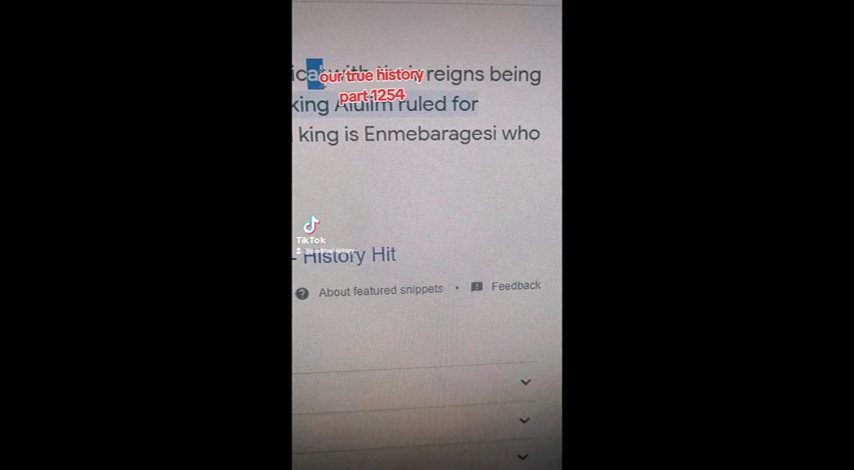 our true history
part 1254
reigns being
king Alulim ruled for
king is Enmebaragesi who
TikTok
- History Hit
About featured snippets • Feedback